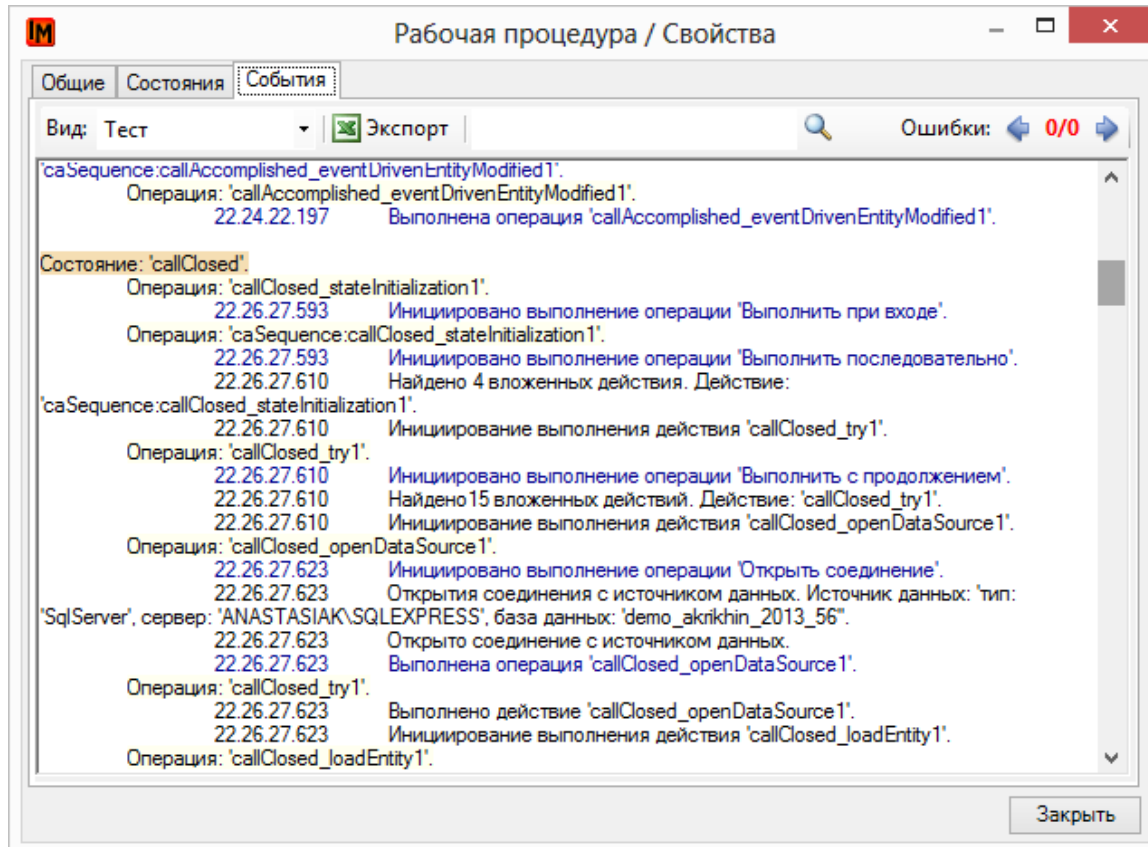 IM
Рабочая процедура / Свойства
Общие Состояния События
Вид: Тест Экспорт Ошибки: 0/0
'caSequence:callAccomplished_eventDrivenEntityModified1'.
Операция: 'callAccomplished_eventDrivenEntityModified1'.
22.24.22.197 Выполнена операция 'callAccomplished_eventDrivenEntityModified1'.
Состояние: 'callClosed'.
Операция: 'callClosed_stateInitialization1'.
22.26.27.593 Инициировано выполнение операции 'Выполнить при входе'.
Операция: 'caSequence:callClosed_stateInitialization1'.
22.26.27.593 Инициировано выполнение операции 'Выполнить последовательно'.
22.26.27.610 Найдено 4 вложенных действия. Действие:
'caSequence:callClosed_stateInitialization1'.
22.26.27.610 Инициирование выполнения действия 'callClosed_try1'.
Операция: 'callClosed_try1'.
22.26.27.610 Инициировано выполнение операции 'Выполнить с продолжением'.
22.26.27.610 Найдено15 вложенных действий. Действие: 'callClosed_try1'.
22.26.27.610 Инициирование выполнения действия 'callClosed_openDataSource1'.
Операция: 'callClosed_openDataSource1'.
22.26.27.623 Инициировано выполнение операции 'Открыть соединение'.
22.26.27.623 Открытия соединения с источником данных. Источник данных: 'тип:
'SqlServer', сервер: 'ANASTASIAK\SQLEXPRESS', база данных: 'demo_akrikhin_2013_56''.
22.26.27.623 Открыто соединение с источником данных.
22.26.27.623 Выполнена операция 'callClosed_openDataSource1'.
Операция: 'callClosed_try1'.
22.26.27.623 Выполнено действие 'callClosed_openDataSource1'.
22.26.27.623 Инициирование выполнения действия 'callClosed_loadEntity1'.
Операция: 'callClosed_loadEntity1'.
Закрыть